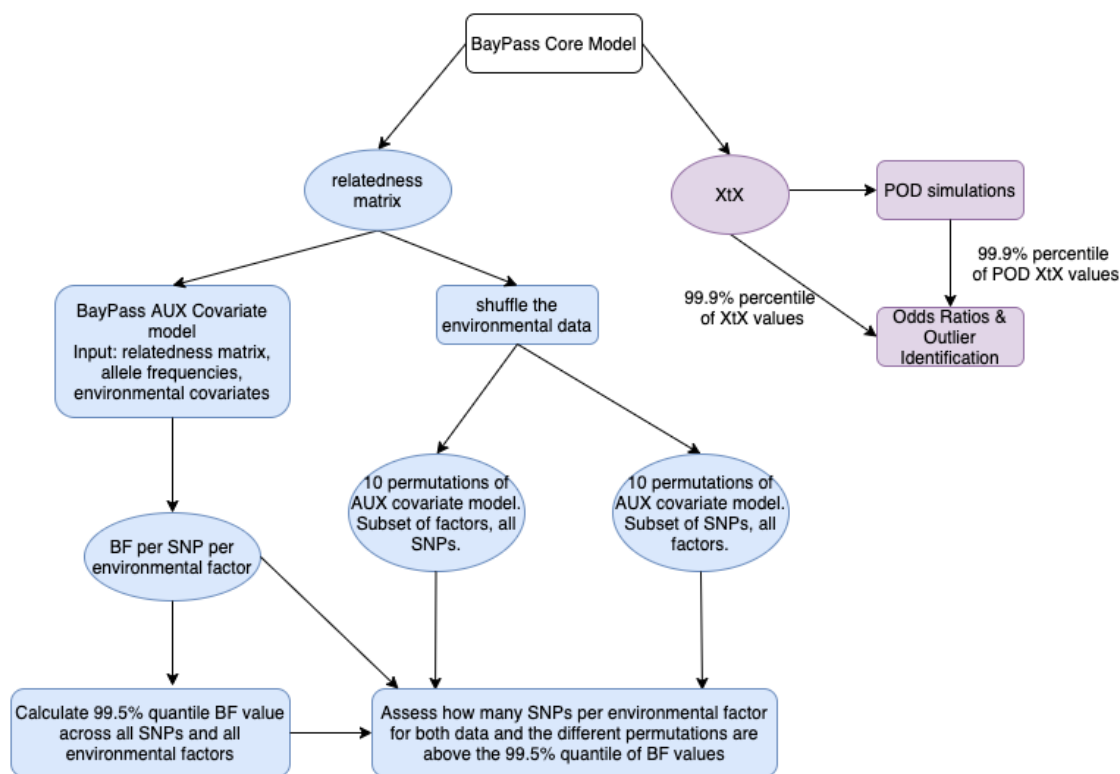 BayPass Core Model
relatedness
matrix
XtX
POD simulations
99.9% percentile
of POD XtX values
99.9% percentile
of XtX values
Odds Ratios &
Outlier
Identification
BayPass AUX Covariate
model
Input: relatedness matrix,
allele frequencies,
environmental covariates
shuffle the
environmental data
10 permutations of
AUX covariate model.
Subset of factors, all
SNPs.
10 permutations of
AUX covariate model.
Subset of SNPs, all
factors.
BF per SNP per
environmental factor
Calculate 99.5% quantile BF value
across all SNPs and all
environmental factors
Assess how many SNPs per environmental factor
for both data and the different permutations are
above the 99.5% quantile of BF values